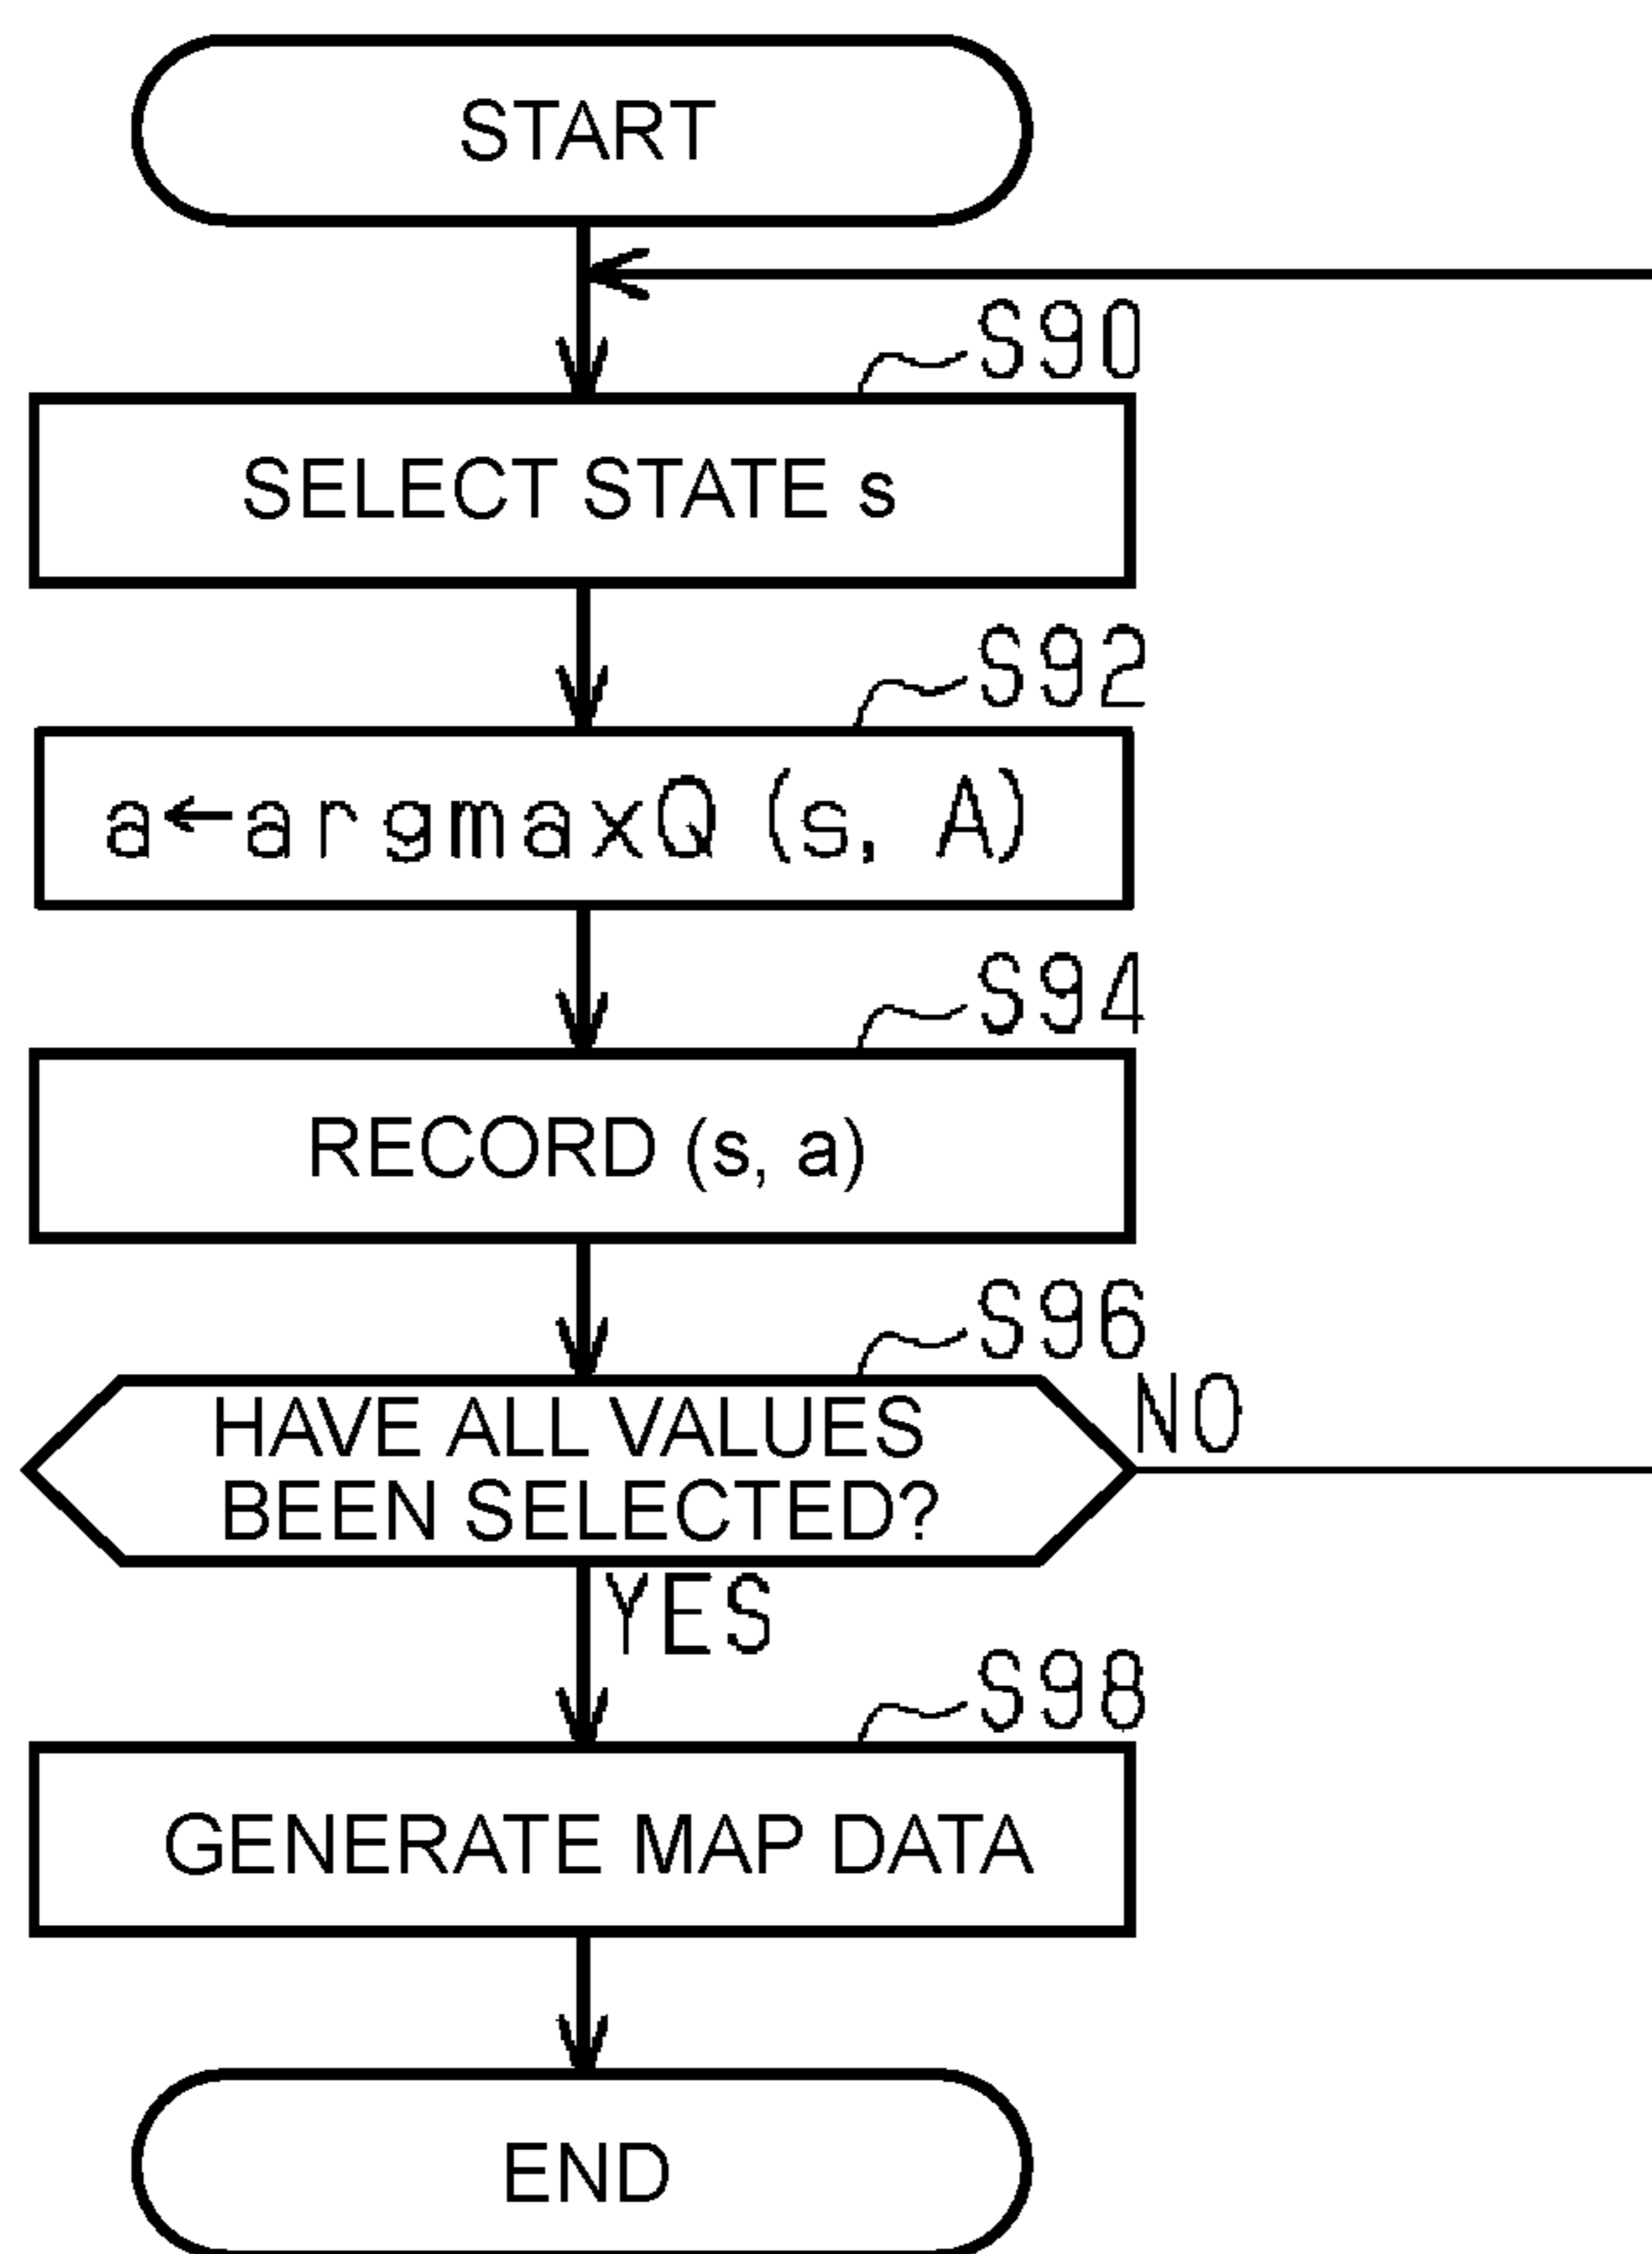 START
S90
SELECT STATE s
S92
a←argmaxQ (s, A)
S94
RECORD (s, a)
S96
HAVE ALL VALUES
BEEN SELECTED?
NO
YES
S98
GENERATE MAP DATA
END